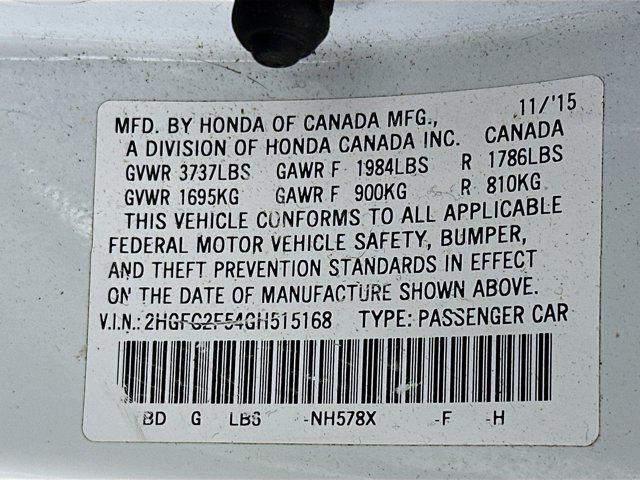 MFD. BY HONDA OF CANADA MFG., 11/'15
A DIVISION OF HONDA CANADA INC. CANADA
GVWR 3737LBS GAWR F 1984LBS R 1786LBS
GVWR 1695KG GAWR F 900KG R 810KG
THIS VEHICLE CONFORMS TO ALL APPLICABLE
FEDERAL MOTOR VEHICLE SAFETY, BUMPER,
AND THEFT PREVENTION STANDARDS IN EFFECT
ON THE DATE OF MANUFACTURE SHOWN ABOVE.
V.I.N.: 2HGFC2F54GH515168 TYPE: PASSENGER CAR
BD G LBS -NH578X -F -H